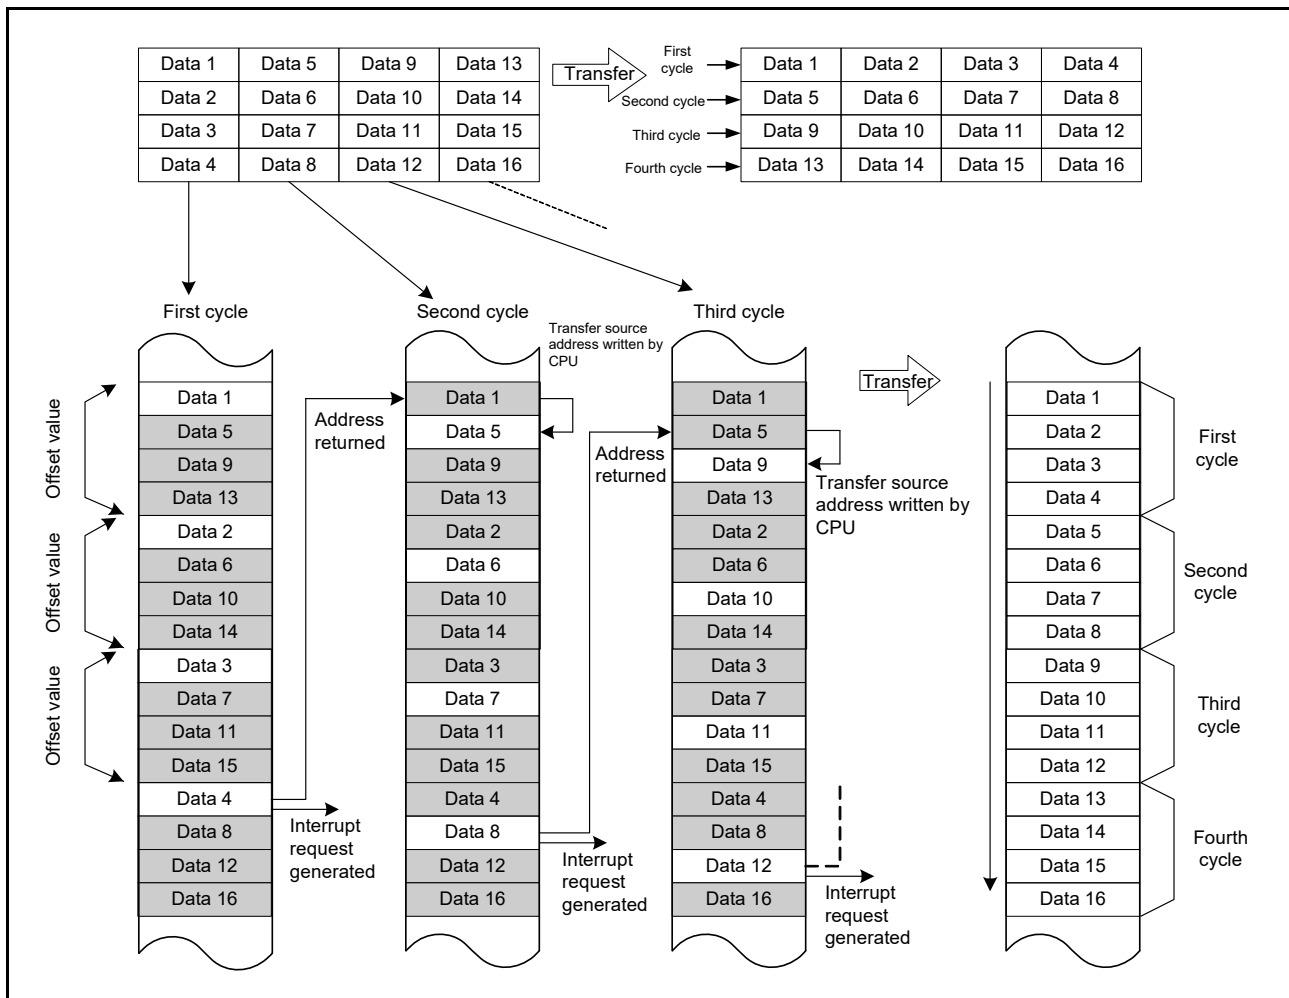 Data 1 Data 5 Data 9 Data 13
Data 2 Data 6 Data 10 Data 14
Data 3 Data 7 Data 11 Data 15
Data 4 Data 8 Data 12 Data 16
Transfer
First
cycle
Second cycle
Third cycle
Fourth cycle
Data 1 Data 2 Data 3 Data 4
Data 5 Data 6 Data 7 Data 8
Data 9 Data 10 Data 11 Data 12
Data 13 Data 14 Data 15 Data 16
First cycle
Offset value
Offset value
Offset value
Data 1
Data 5
Data 9
Data 13
Data 2
Data 6
Data 10
Data 14
Data 3
Data 7
Data 11
Data 15
Data 4
Data 8
Data 12
Data 16
Address
returned
Interrupt
request
generated
Second cycle
Transfer source
address written by
CPU
Data 1
Data 5
Data 9
Data 13
Data 2
Data 6
Data 10
Data 14
Data 3
Data 7
Data 11
Data 15
Data 4
Data 8
Data 12
Data 16
Address
returned
Interrupt
request
generated
Third cycle
Data 1
Data 5
Data 9
Data 13
Data 2
Data 6
Data 10
Data 14
Data 3
Data 7
Data 11
Data 15
Data 4
Data 8
Data 12
Data 16
Transfer source
address written by
CPU
Interrupt
request
generated
Transfer
Data 1
Data 2
Data 3
Data 4
Data 5
Data 6
Data 7
Data 8
Data 9
Data 10
Data 11
Data 12
Data 13
Data 14
Data 15
Data 16
First
cycle
Second
cycle
Third
cycle
Fourth
cycle